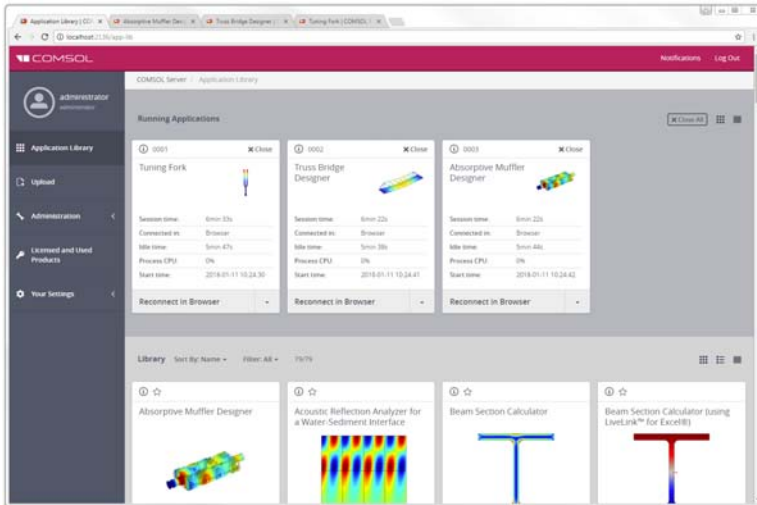 Application Library | CO
Absorptive Muffler Des
Truss Bridge Designer |
Tuning Fork | COMSOL
COMSOL
Notifications
Log Out
administrator
administrator
COMSOL Server / Application Library
Application Library
Upload
Administration
Licensed and Used
Products
Your Settings
Running Applications
Close All
0001 Close
Tuning Fork
Session time: 6min 33s
Connected in: Browser
Idle time: 5min 47s
Process CPU: 0%
Start time: 2018-01-11 10:24:30
Reconnect in Browser
0002 Close
Truss Bridge
Designer
Session time: 6min 22s
Connected in: Browser
Idle time: 5min 38s
Process CPU: 0%
Start time: 2018-01-11 10:24:41
Reconnect in Browser
0003 Close
Absorptive Muffler
Designer
Session time: 6min 22s
Connected in: Browser
Idle time: 5min 44s
Process CPU: 0%
Start time: 2018-01-11 10:24:42
Reconnect in Browser
Library Sort By: Name Filter: All 79/79
Absorptive Muffler Designer
Acoustic Reflection Analyzer for
a Water-Sediment Interface
Beam Section Calculator
Beam Section Calculator (using
LiveLink™ for Excel®)